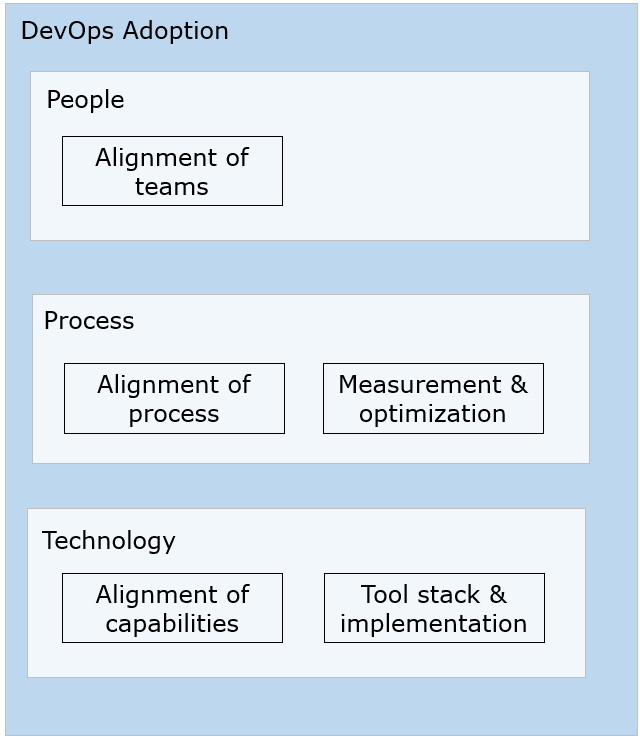 DevOps Adoption
People
Alignment of
teams
Process
Alignment of
process
Measurement &
optimization
Technology
Alignment of
capabilities
Tool stack &
implementation